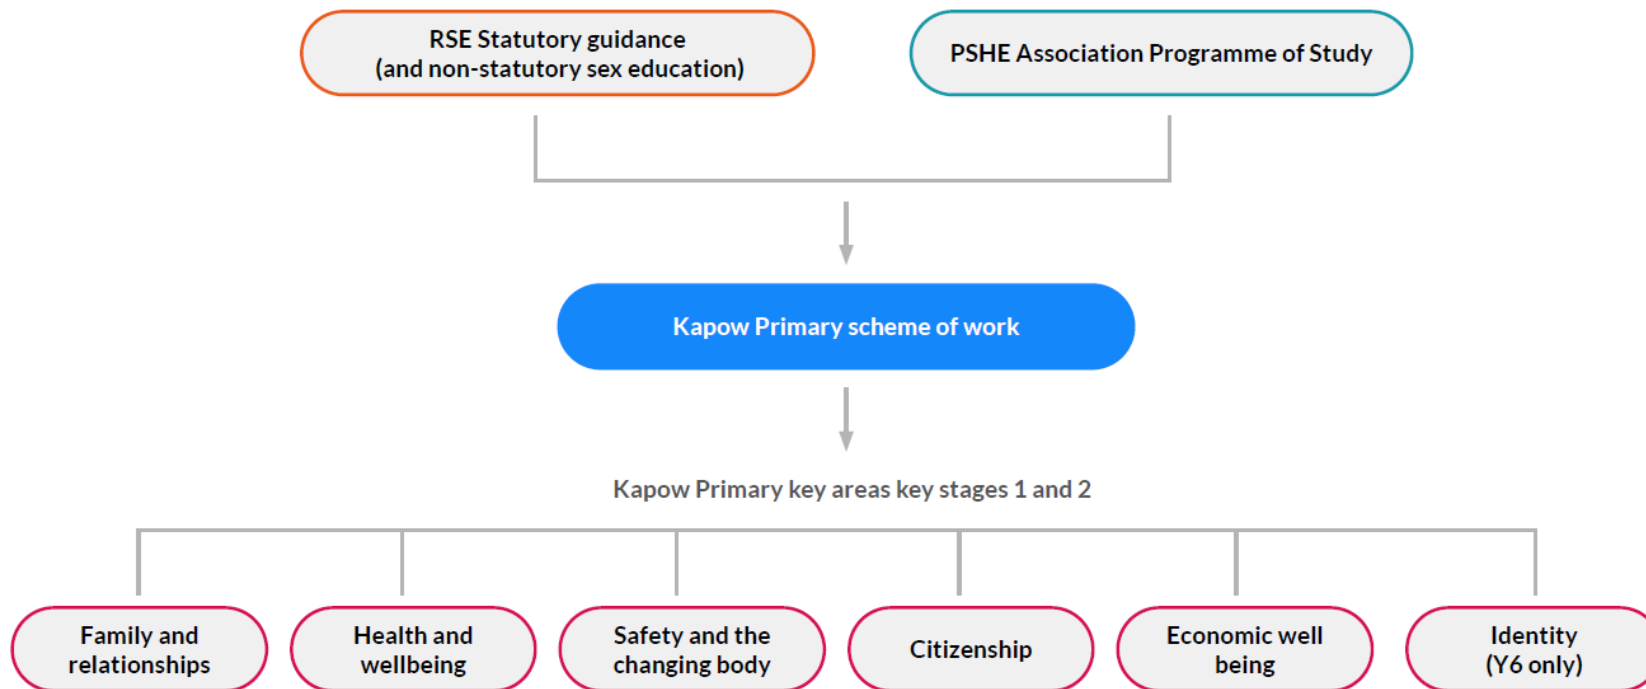 RSE Statutory guidance
(and non-statutory sex education)
PSHE Association Programme of Study
Kapow Primary scheme of work
Kapow Primary key areas key stages 1 and 2
Family and
relationships
Health and
wellbeing
Safety and the
changing body
Citizenship
Economic well
being
Identity
(Y6 only)